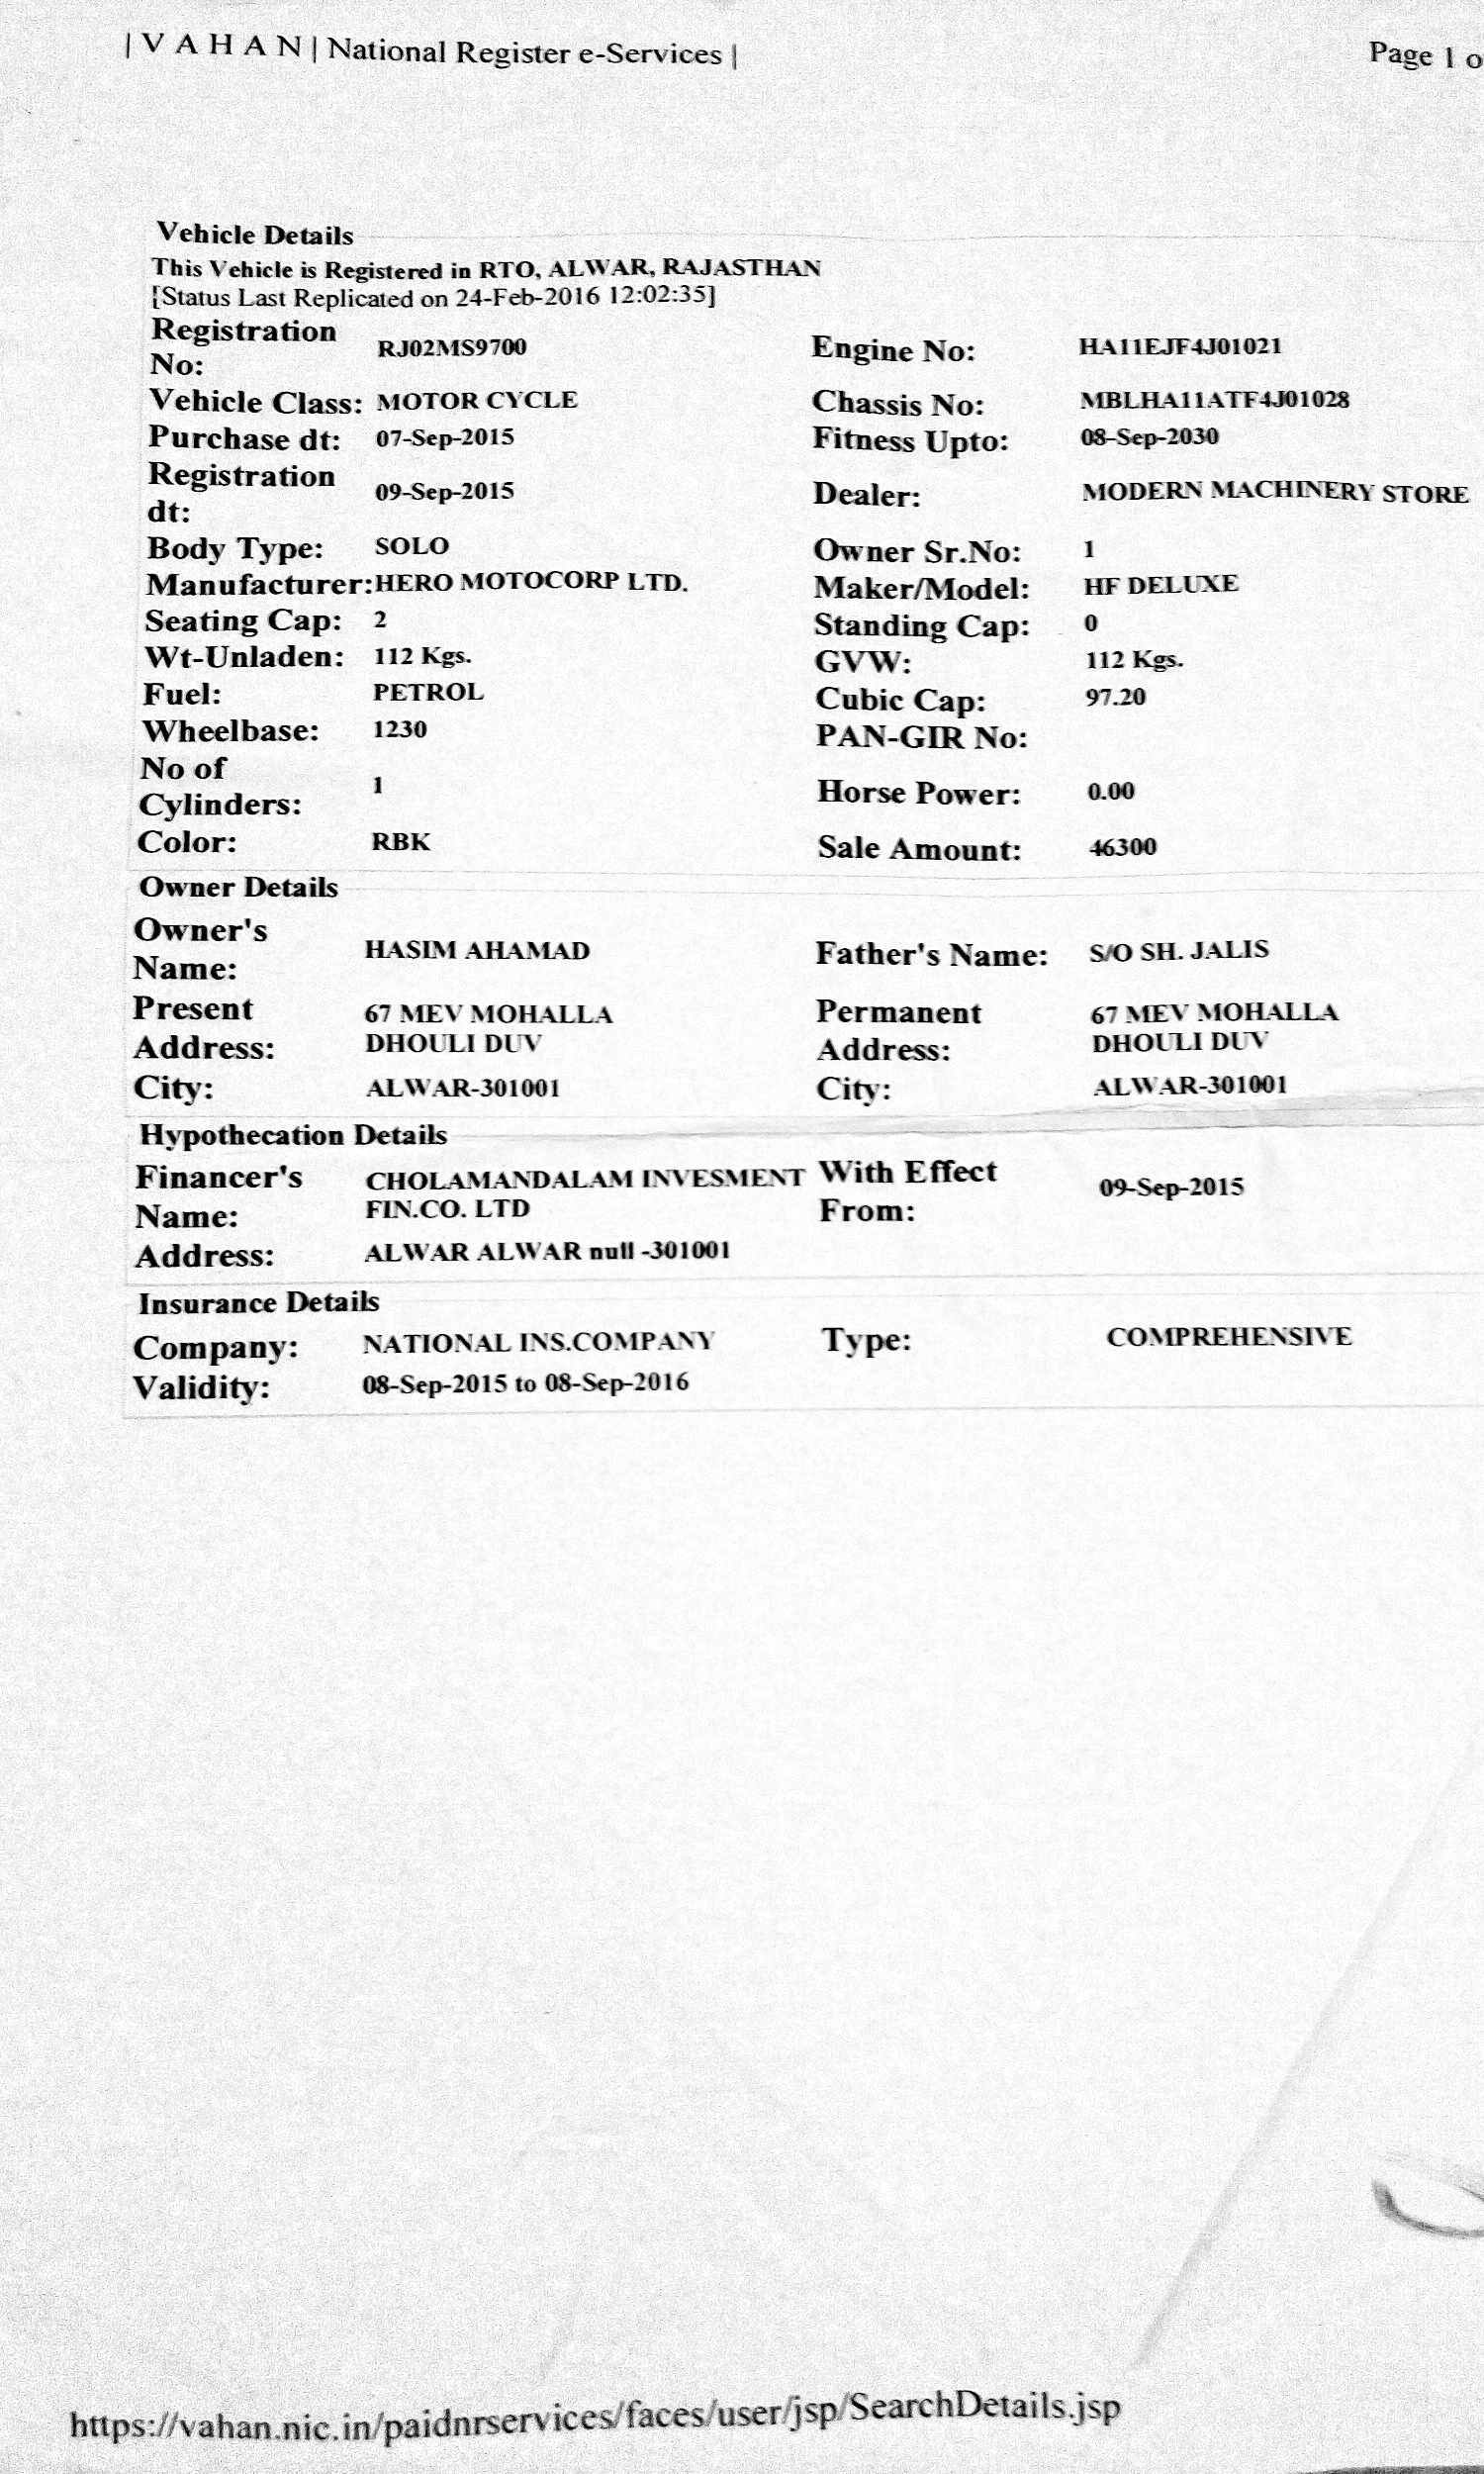 | V A H A N | National Register e-Services |
Page 1 o
Vehicle Details
This Vehicle is Registered in RTO, ALWAR, RAJASTHAN
[Status Last Replicated on 24-Feb-2016 12:02:35]
Registration No: RJ02MS9700 Engine No: HA11EJF4J01021
Vehicle Class: MOTOR CYCLE Chassis No: MBLHA11ATF4J01028
Purchase dt: 07-Sep-2015 Fitness Upto: 08-Sep-2030
Registration dt: 09-Sep-2015 Dealer: MODERN MACHINERY STORE
Body Type: SOLO Owner Sr.No: 1
Manufacturer: HERO MOTOCORP LTD. Maker/Model: HF DELUXE
Seating Cap: 2 Standing Cap: 0
Wt-Unladen: 112 Kgs. GVW: 112 Kgs.
Fuel: PETROL Cubic Cap: 97.20
Wheelbase: 1230 PAN-GIR No:
No of Cylinders: 1 Horse Power: 0.00
Color: RBK Sale Amount: 46300
Owner Details
Owner's Name: HASIM AHAMAD Father's Name: S/O SH. JALIS
Present Address: 67 MEV MOHALLA DHOULI DUV Permanent Address: 67 MEV MOHALLA DHOULI DUV
City: ALWAR-301001 City: ALWAR-301001
Hypothecation Details
Financer's Name: CHOLAMANDALAM INVESMENT FIN.CO. LTD With Effect From: 09-Sep-2015
Address: ALWAR ALWAR null -301001
Insurance Details
Company: NATIONAL INS.COMPANY Type: COMPREHENSIVE
Validity: 08-Sep-2015 to 08-Sep-2016
https://vahan.nic.in/paidnrservices/faces/user/jsp/SearchDetails.jsp